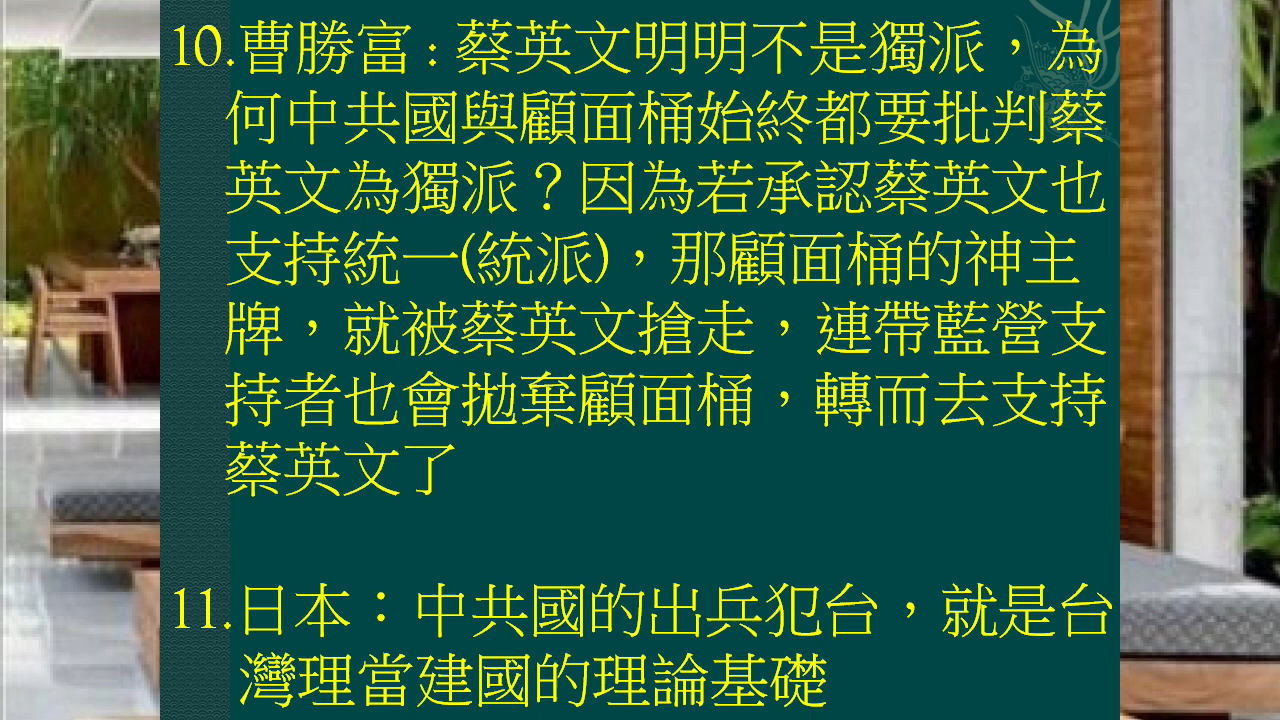 10.曹勝富：蔡英文明明不是獨派，為
何中共國與顧面桶始終都要批判蔡
英文為獨派？因為若承認蔡英文也
支持統一(統派)，那顧面桶的神主
牌，就被蔡英文搶走，連帶藍營支
持者也會拋棄顧面桶，轉而去支持
蔡英文了
11.日本：中共國的出兵犯台，就是台
灣理當建國的理論基礎